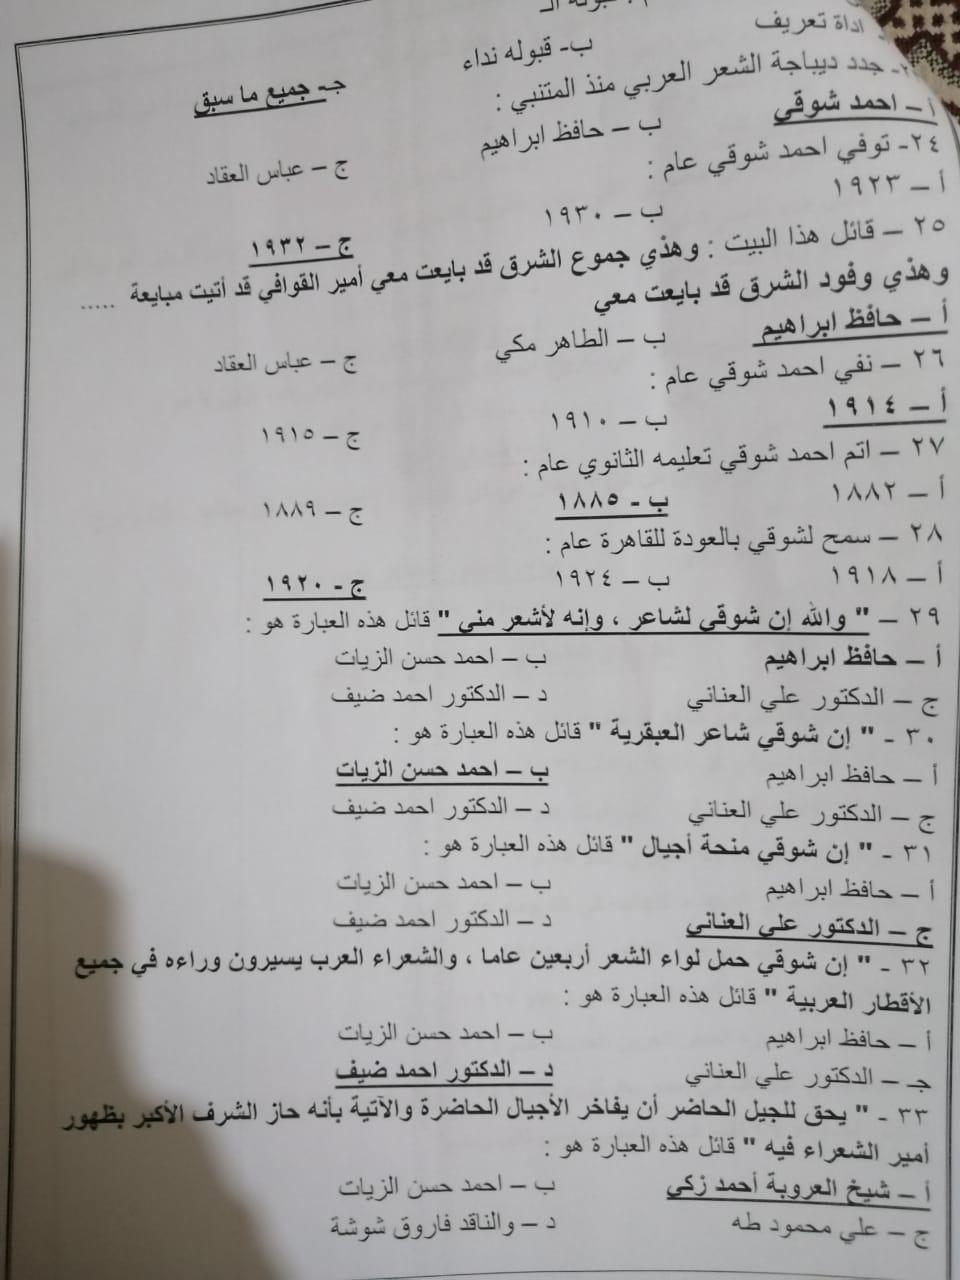 اداة تعريف
ب- قبوله نداء
جـ- جميع ما سبق
- جدد ديباجة الشعر العربي منذ المتنبي :
أ – احمد شوقي
ب – حافظ ابراهيم
ج – عباس العقاد
٢٤- توفي احمد شوقي عام :
أ – ١٩٢٣
ب – ١٩٣٠
ج – ١٩٣٢
٢٥ – قائل هذا البيت : وهذي جموع الشرق قد بايعت معي أمير القوافي قد أتيت مبايعة .....
وهذي وفود الشرق قد بايعت معي
أ – حافظ ابراهيم
ب – الطاهر مكي
ج – عباس العقاد
٢٦ – نفي احمد شوقي عام :
أ – ١٩١٤
ب – ١٩١٠
ج – ١٩١٥
٢٧ – اتم احمد شوقي تعليمه الثانوي عام :
أ – ١٨٨٢
ب - ١٨٨٥
ج – ١٨٨٩
٢٨ – سمح لشوقي بالعودة للقاهرة عام :
أ – ١٩١٨
ب – ١٩٢٤
ج - ١٩٢٠
٢٩ – " والله إن شوقي لشاعر ، وإنه لأشعر مني " قائل هذه العبارة هو :
أ – حافظ ابراهيم
ب – احمد حسن الزيات
ج – الدكتور علي العناني
د – الدكتور احمد ضيف
٣٠ - " إن شوقي شاعر العبقرية " قائل هذه العبارة هو :
أ – حافظ ابراهيم
ب – احمد حسن الزيات
ج – الدكتور علي العناني
د – الدكتور احمد ضيف
٣١ - " إن شوقي منحة أجيال " قائل هذه العبارة هو :
أ – حافظ ابراهيم
ب – احمد حسن الزيات
ج – الدكتور علي العناني
د – الدكتور احمد ضيف
٣٢ - " إن شوقي حمل لواء الشعر أربعين عاما ، والشعراء العرب يسيرون وراءه في جميع
الأقطار العربية " قائل هذه العبارة هو :
أ – حافظ ابراهيم
ب – احمد حسن الزيات
جـ – الدكتور علي العناني
د – الدكتور احمد ضيف
٣٣ - " يحق للجيل الحاضر أن يفاخر الأجيال الحاضرة والآتية بأنه حاز الشرف الأكبر بظهور
أمير الشعراء فيه " قائل هذه العبارة هو :
أ – شيخ العروبة أحمد زكي
ب – احمد حسن الزيات
ج – علي محمود طه
د – والناقد فاروق شوشة